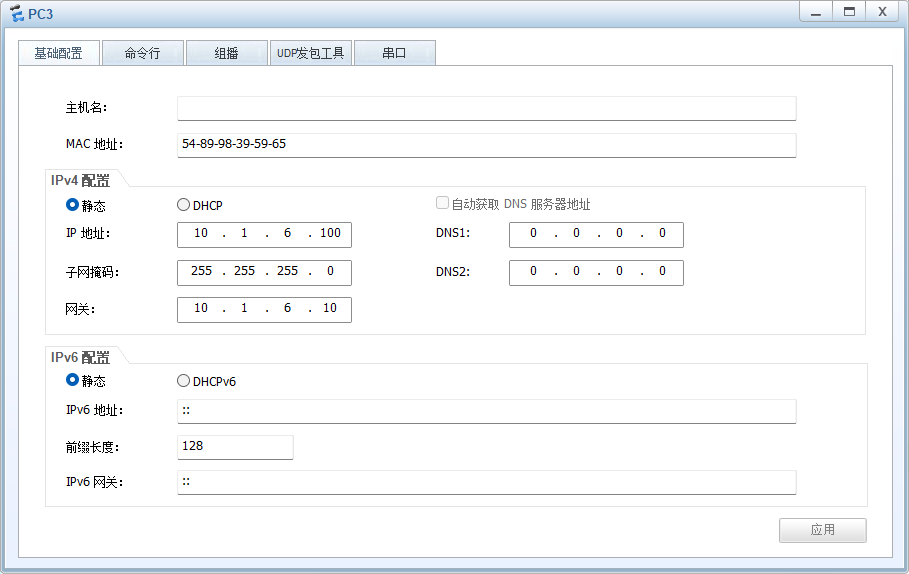 PC3
基础配置 命令行 组播 UDP发包工具 串口
主机名:
MAC 地址: 54-89-98-39-59-65
IPv4 配置
静态 DHCP 自动获取 DNS 服务器地址
IP 地址: 10 . 1 . 6 . 100 DNS1: 0 . 0 . 0 . 0
子网掩码: 255 . 255 . 255 . 0 DNS2: 0 . 0 . 0 . 0
网关: 10 . 1 . 6 . 10
IPv6 配置
静态 DHCPv6
IPv6 地址: ::
前缀长度: 128
IPv6 网关: ::
应用